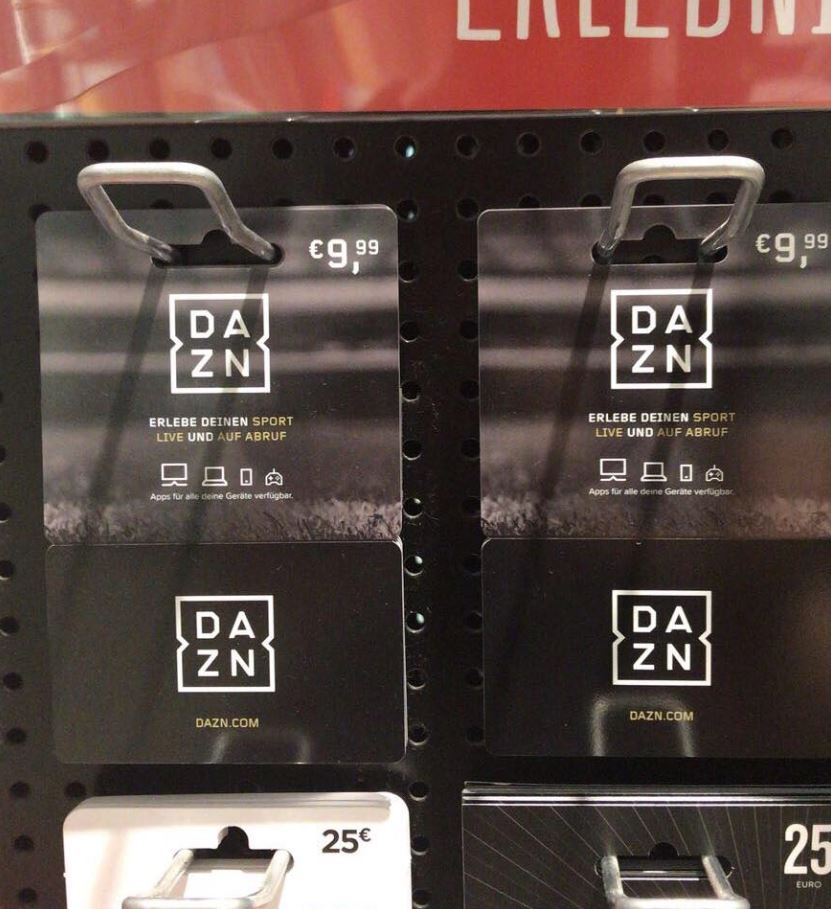 €9,99
DA
ZN
ERLEBE DEINEN SPORT
LIVE UND AUF ABRUF
Apps für alle deine Geräte verfügbar.
DA
ZN
DAZN.COM
€9,99
DA
ZN
ERLEBE DEINEN SPORT
LIVE UND AUF ABRUF
Apps für alle deine Geräte verfügbar.
DA
ZN
DAZN.COM
25€
25
EURO